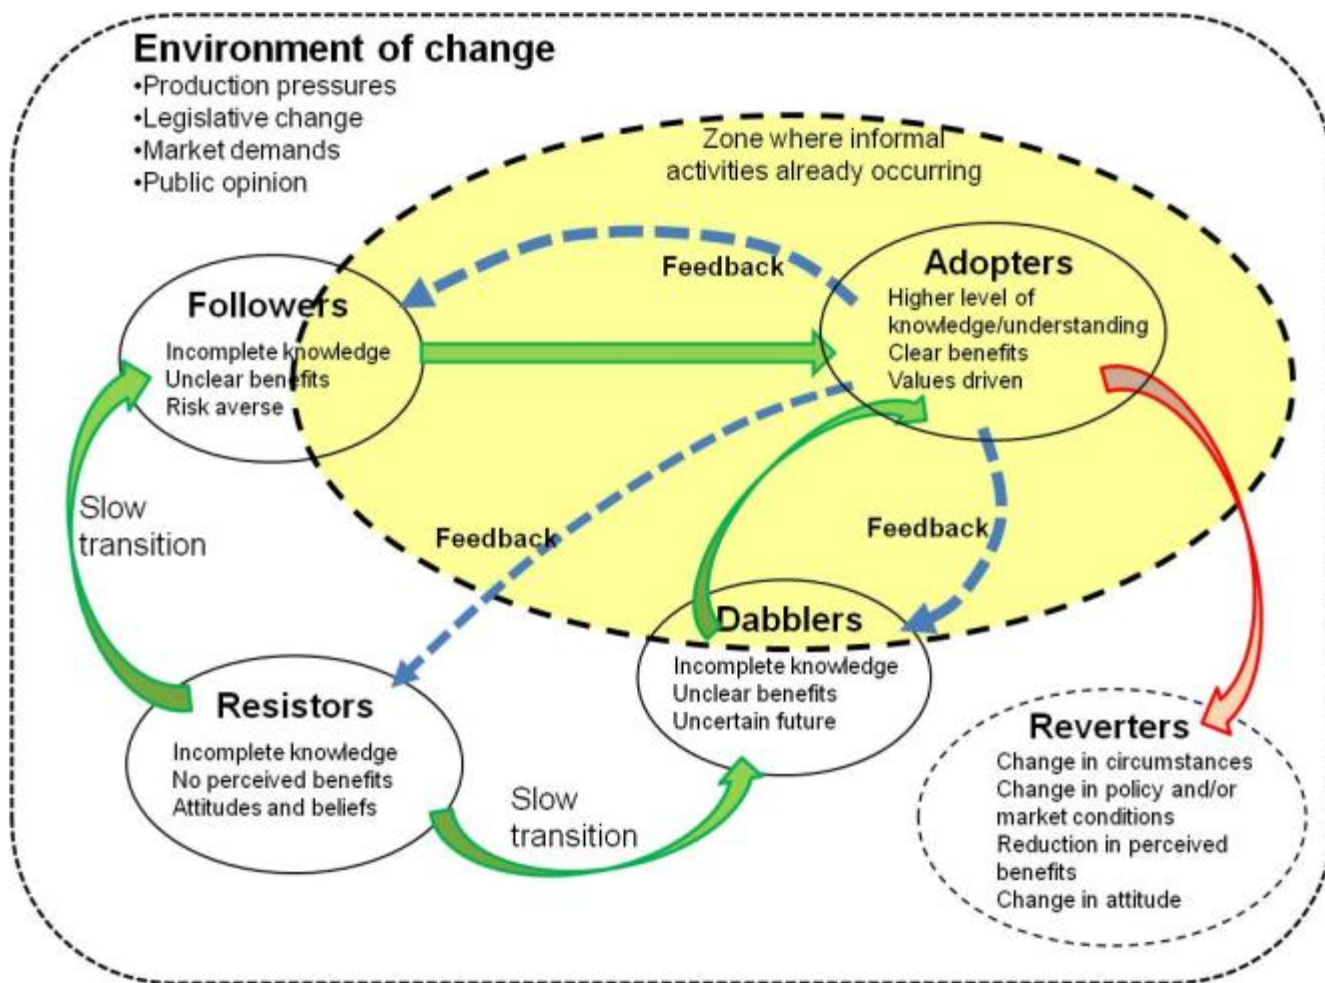 Environment of change
•Production pressures
•Legislative change
•Market demands
•Public opinion
Zone where informal
activities already occurring
Feedback
Adopters
Higher level of
knowledge/understanding
Clear benefits
Values driven
Followers
Incomplete knowledge
Unclear benefits
Risk averse
Slow
transition
Feedback
Feedback
Dabblers
Incomplete knowledge
Unclear benefits
Uncertain future
Resistors
Incomplete knowledge
No perceived benefits
Attitudes and beliefs
Slow
transition
Reverters
Change in circumstances
Change in policy and/or
market conditions
Reduction in perceived
benefits
Change in attitude